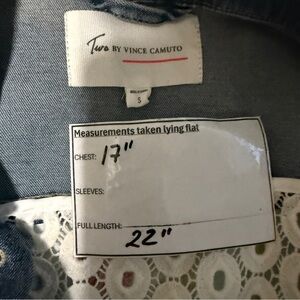 Two BY VINCE CAMUTO
S
Measurements taken lying flat
CHEST: 17"
SLEEVES:
FULL LENGTH: 22"